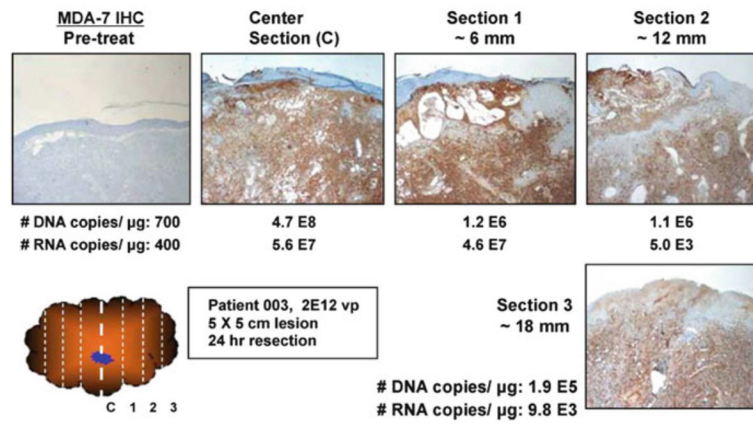 MDA-7 IHC
Pre-treat
Center
Section (C)
Section 1
~ 6 mm
Section 2
~ 12 mm
# DNA copies/ µg: 700
4.7 E8
1.2 E6
1.1 E6
# RNA copies/ µg: 400
5.6 E7
4.6 E7
5.0 E3
Patient 003, 2E12 vp
5 X 5 cm lesion
24 hr resection
C 1 2 3
Section 3
~ 18 mm
# DNA copies/ µg: 1.9 E5
# RNA copies/ µg: 9.8 E3